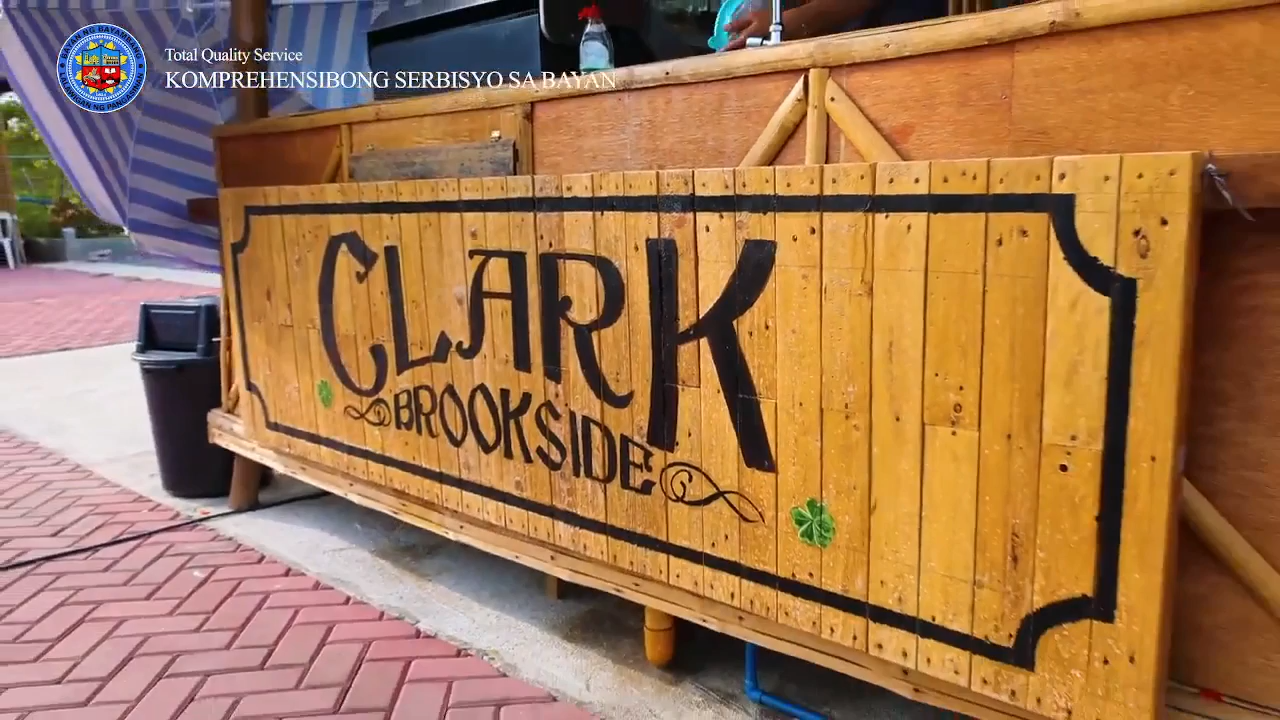 Total Quality Service
KOMPREHENSIBONG SERBISYO SA BAYAN
CLARK
BROOKSIDE